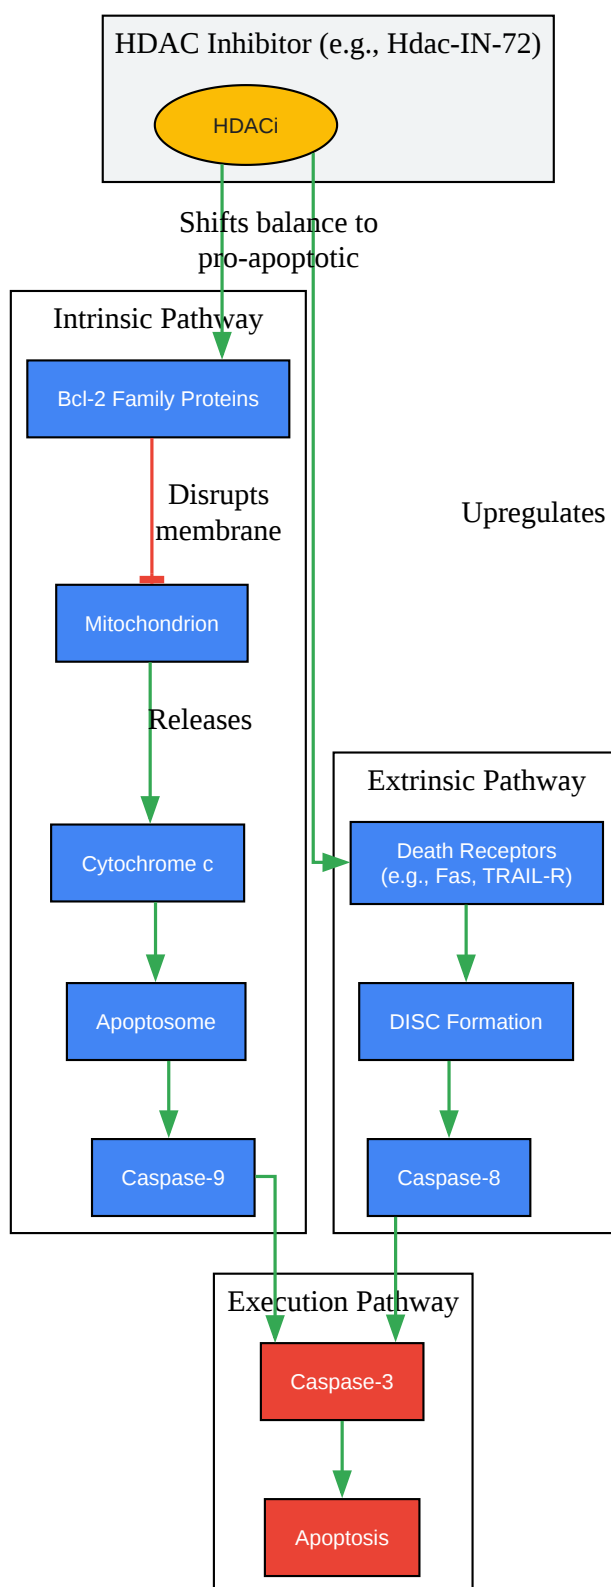 HDAC Inhibitor (e.g., Hdac-IN-72)
HDACi
Shifts balance to
pro-apoptotic
Intrinsic Pathway
Bcl-2 Family Proteins
Disrupts
membrane
Upregulates
Mitochondrion
Releases
Extrinsic Pathway
Cytochrome c
Death Receptors
(e.g., Fas, TRAIL-R)
Apoptosome
DISC Formation
Caspase-9
Caspase-8
Execution Pathway
Caspase-3
Apoptosis